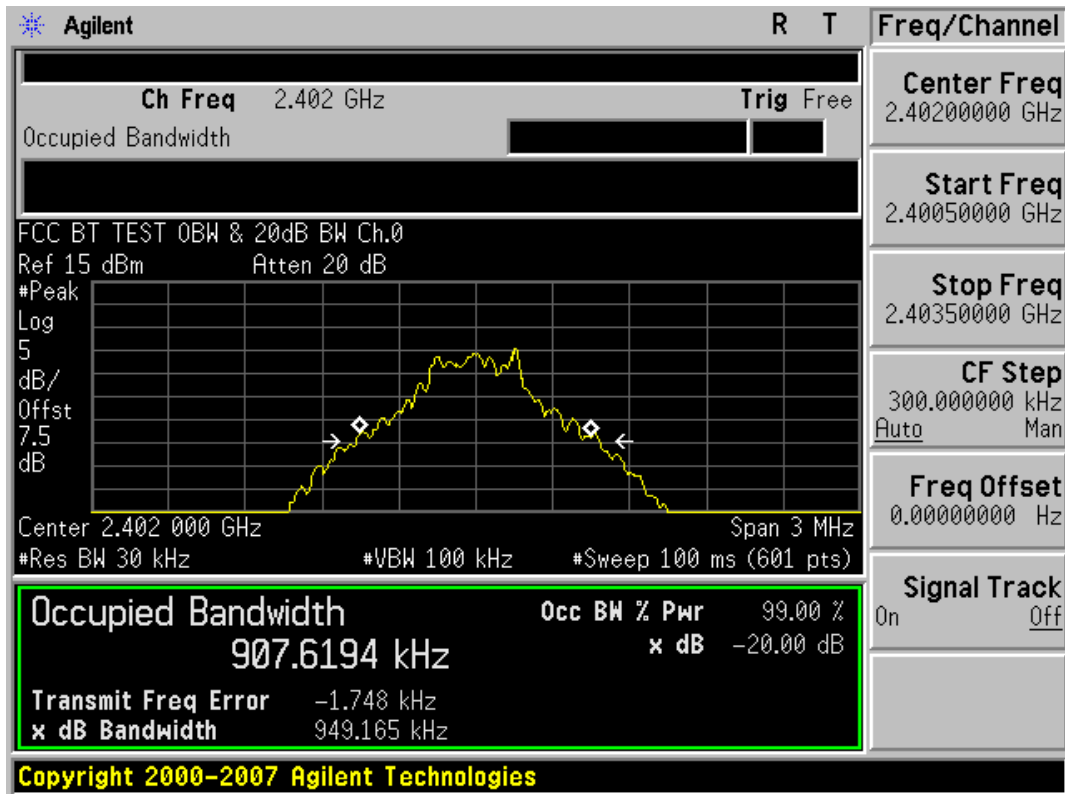 Agilent R T
Ch Freq 2.402 GHz Trig Free
Occupied Bandwidth
FCC BT TEST OBW & 20dB BW Ch.0
Ref 15 dBm Atten 20 dB
#Peak
Log
5
dB/
Offst
7.5
dB
Center 2.402 000 GHz Span 3 MHz
#Res BW 30 kHz #VBW 100 kHz #Sweep 100 ms (601 pts)
Occupied Bandwidth
907.6194 kHz
Occ BW % Pwr 99.00 %
x dB -20.00 dB
Transmit Freq Error -1.748 kHz
x dB Bandwidth 949.165 kHz
Copyright 2000-2007 Agilent Technologies
Freq/Channel
Center Freq
2.40200000 GHz
Start Freq
2.40050000 GHz
Stop Freq
2.40350000 GHz
CF Step
300.000000 kHz
Auto Man
Freq Offset
0.00000000 Hz
Signal Track
On Off